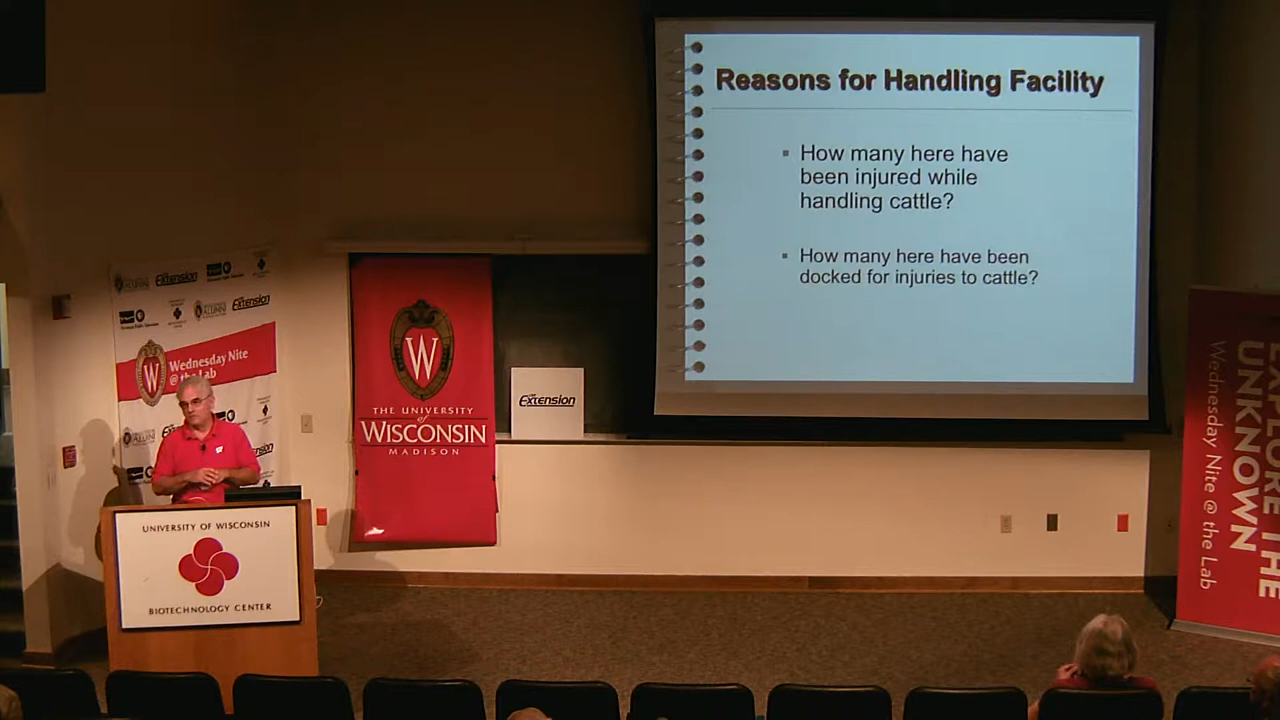 Reasons for Handling Facility
How many here have
been injured while
handling cattle?
How many here have been
docked for injuries to cattle?
Extension
Extension
Wednesday Nite
@ the Lab
W
THE UNIVERSITY
of
WISCONSIN
MADISON
Extension
UNIVERSITY OF WISCONSIN
BIOTECHNOLOGY CENTER
EXPLORE THE
UNKNOWN
Wednesday Nite @ the Lab